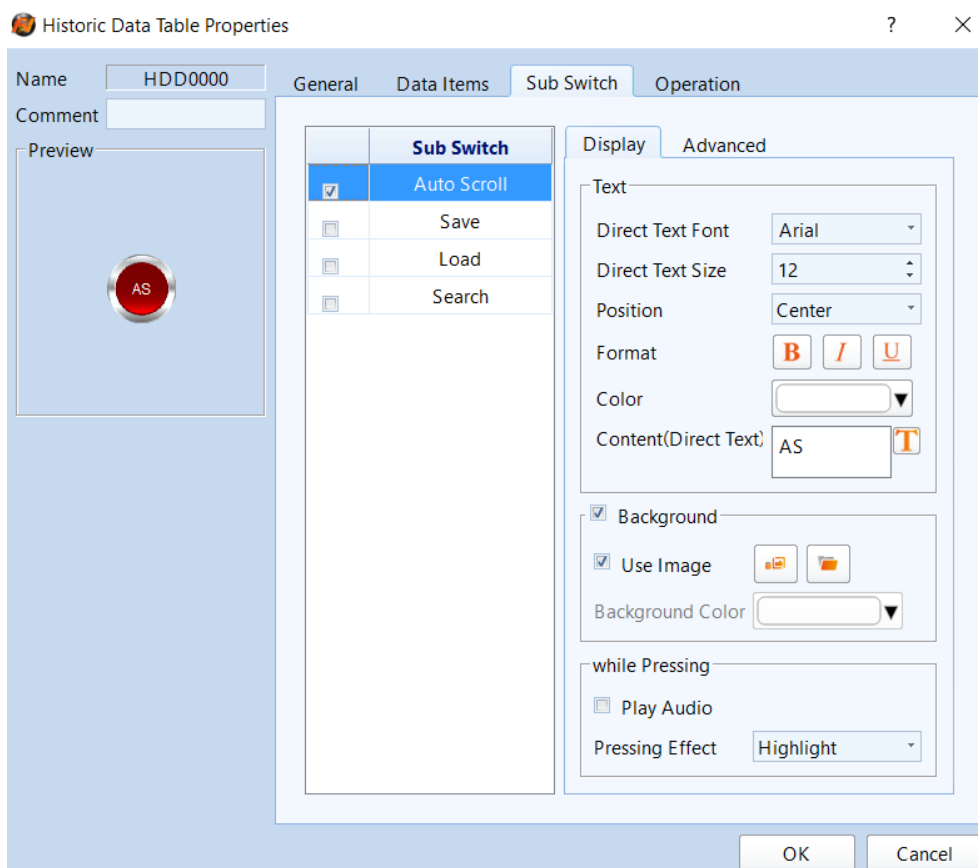 Historic Data Table Properties
?
Name HDD0000
Comment
Preview
AS
General Data Items Sub Switch Operation
Sub Switch
Auto Scroll
Save
Load
Search
Display Advanced
Text
Direct Text Font Arial
Direct Text Size 12
Position Center
Format B I U
Color
Content(Direct Text) AS T
Background
Use Image
Background Color
while Pressing
Play Audio
Pressing Effect Highlight
OK Cancel